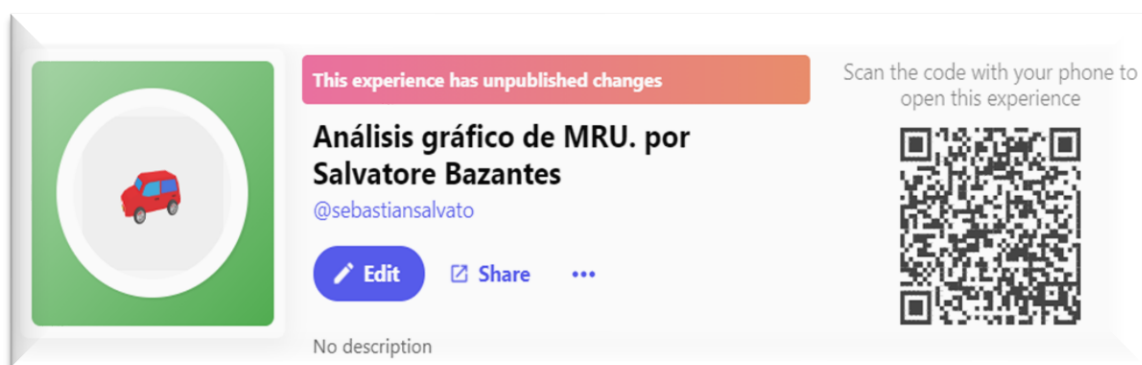 This experience has unpublished changes
Análisis gráfico de MRU. por
Salvatore Bazantes
@sebastiansalvato
Edit
Share
No description
Scan the code with your phone to
open this experience